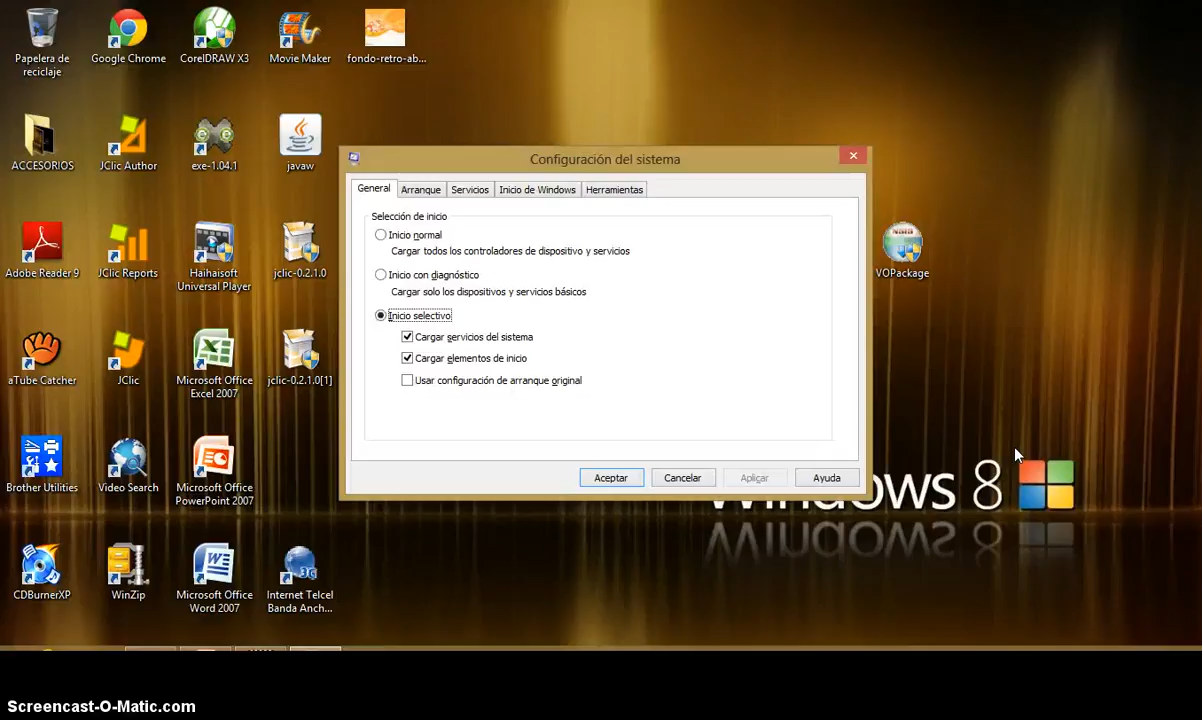 Papelera de
reciclaje
Google Chrome
CorelDRAW X3
Movie Maker
fondo-retro-ab...
ACCESORIOS
JClic Author
exe-1.04.1
javaw
Adobe Reader 9
JClic Reports
Haihaisoft
Universal Player
jclic-0.2.1.0
VOPackage
aTube Catcher
JClic
Microsoft Office
Excel 2007
jclic-0.2.1.0[1]
Brother Utilities
Video Search
Microsoft Office
PowerPoint 2007
CDBurnerXP
WinZip
Microsoft Office
Word 2007
Internet Telcel
Banda Anch...
Configuración del sistema
General
Arranque
Servicios
Inicio de Windows
Herramientas
Selección de inicio
Inicio normal
Cargar todos los controladores de dispositivo y servicios
Inicio con diagnóstico
Cargar solo los dispositivos y servicios básicos
Inicio selectivo
Cargar servicios del sistema
Cargar elementos de inicio
Usar configuración de arranque original
Aceptar
Cancelar
Aplicar
Ayuda
Windows 8
Screencast-O-Matic.com